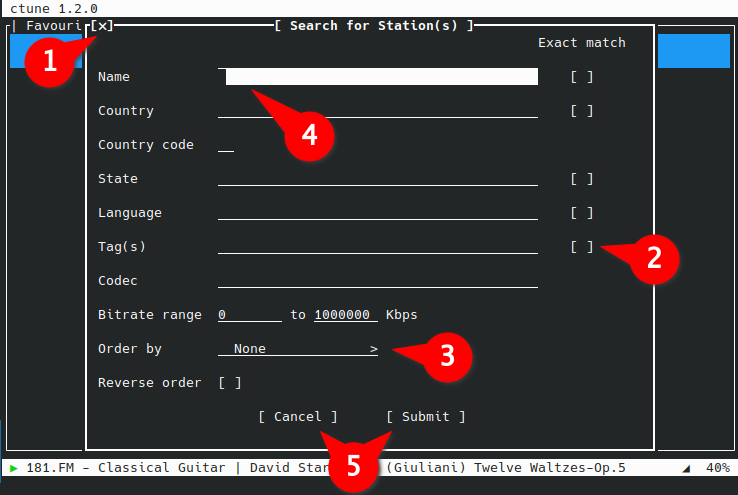 ctune 1.2.0
| Favouri [×] [ Search for Station(s) ]
1
Exact match
Name [ ]
4
Country [ ]
Country code
State [ ]
Language [ ]
Tag(s) [ ]
2
Codec
Bitrate range 0 to 1000000 Kbps
Order by None >
3
Reverse order [ ]
[ Cancel ] [ Submit ]
5
▶ 181.FM - Classical Guitar | David (Giuliani) Twelve Waltzes-Op.5 ◢ 40%